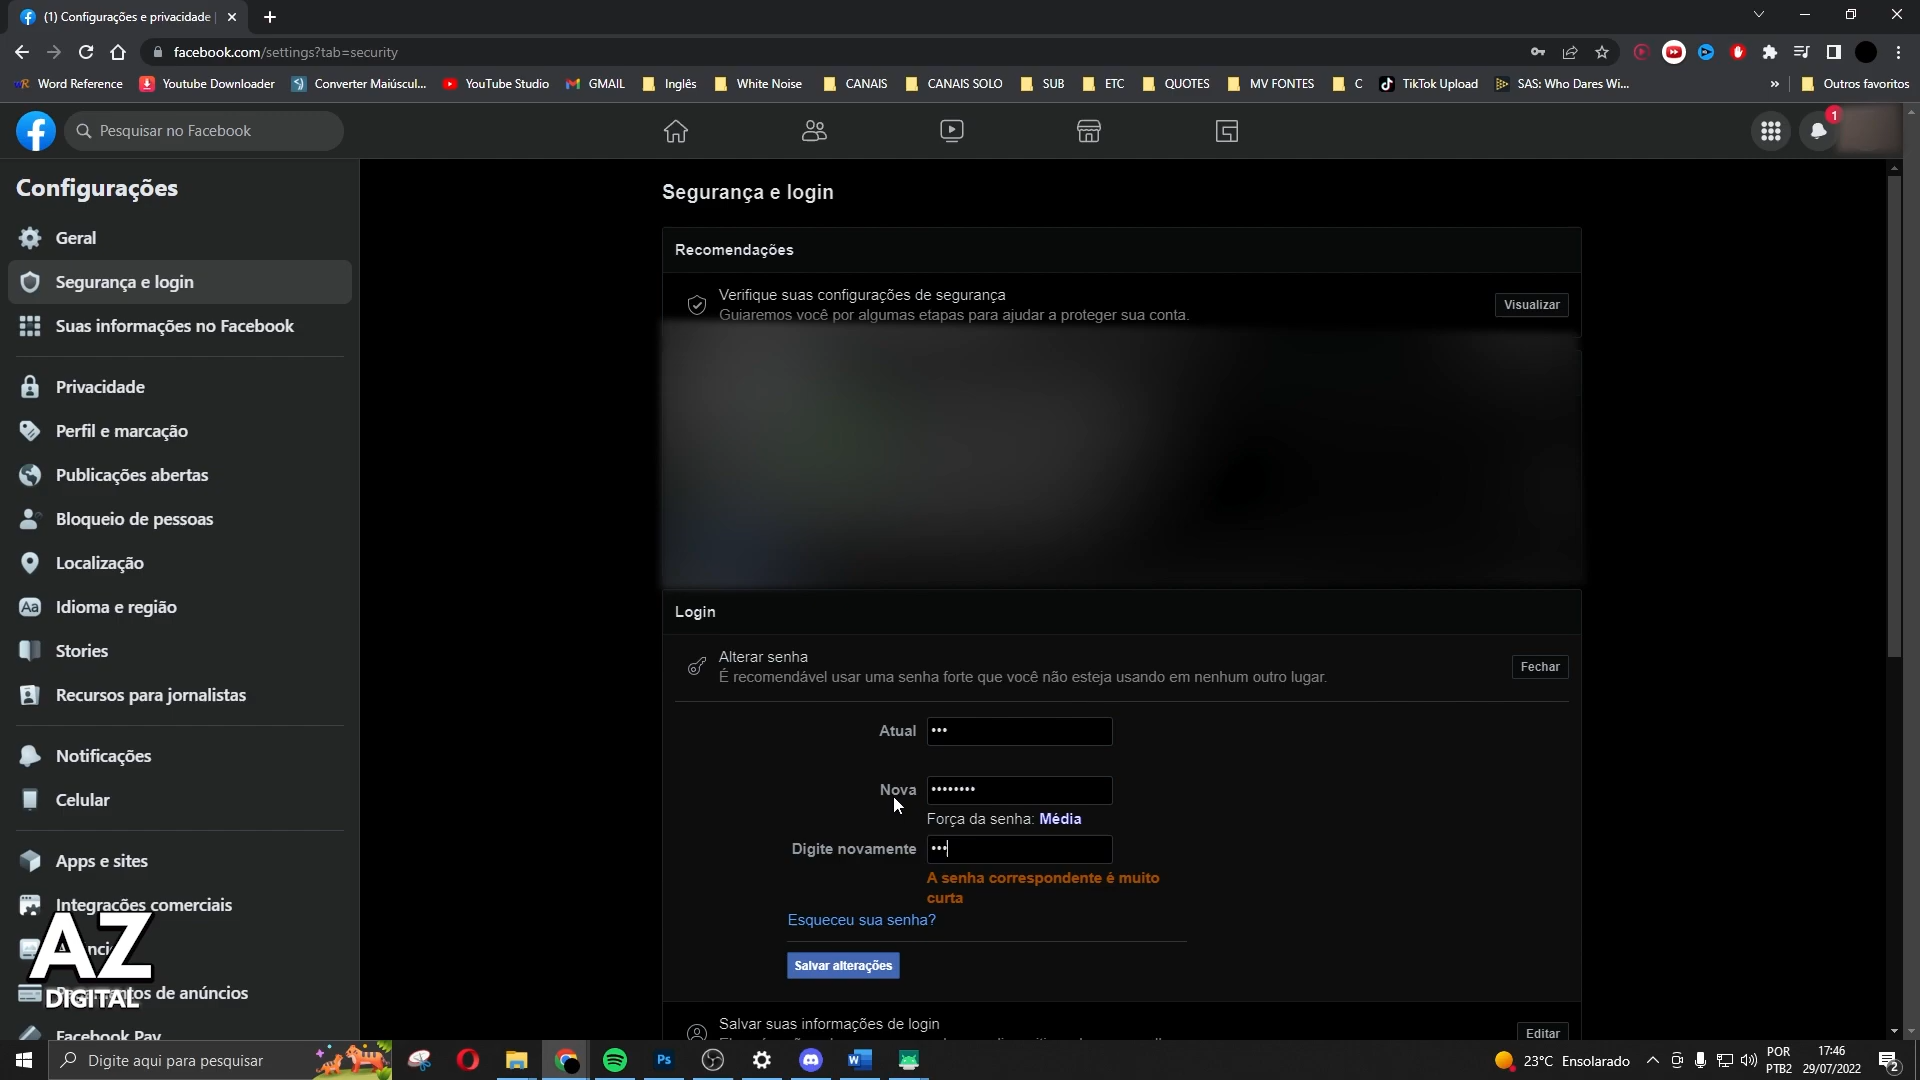 (1) Configurações e privacidade
facebook.com/settings?tab=security
Word Reference
Youtube Downloader
Converter Maiúscul...
YouTube Studio
GMAIL
Inglês
White Noise
CANAIS
CANAIS SOLO
SUB
ETC
QUOTES
MV FONTES
C
TikTok Upload
SAS: Who Dares Wi...
»
Outros favoritos
Pesquisar no Facebook
1
Configurações
Geral
Segurança e login
Suas informações no Facebook
Privacidade
Perfil e marcação
Publicações abertas
Bloqueio de pessoas
Localização
Idioma e região
Stories
Recursos para jornalistas
Notificações
Celular
Apps e sites
Integrações comerciais
de anúncios
Facebook Pay
AZ
DIGITAL
Segurança e login
Recomendações
Verifique suas configurações de segurança
Guiaremos você por algumas etapas para ajudar a proteger sua conta.
Visualizar
Login
Alterar senha
É recomendável usar uma senha forte que você não esteja usando em nenhum outro lugar.
Fechar
Atual •••
Nova ••••••••
Força da senha: Média
Digite novamente •••
A senha correspondente é muito
curta
Esqueceu sua senha?
Salvar alterações
Salvar suas informações de login
Editar
Digite aqui para pesquisar
Ps
23°C Ensolarado
POR
PTB2
17:46
29/07/2022
2